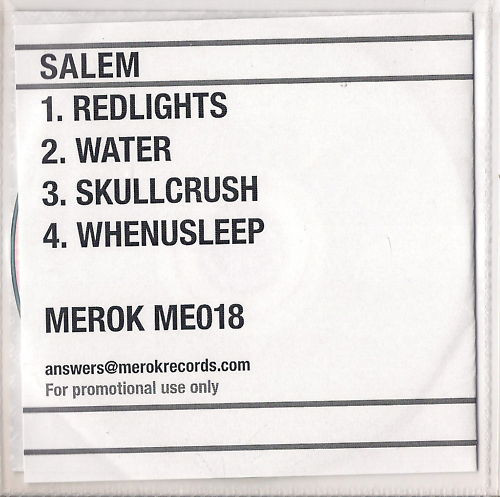 SALEM
1. REDLIGHTS
2. WATER
3. SKULLCRUSH
4. WHENUSLEEP
MEROK ME018
answers@merokrecords.com
For promotional use only